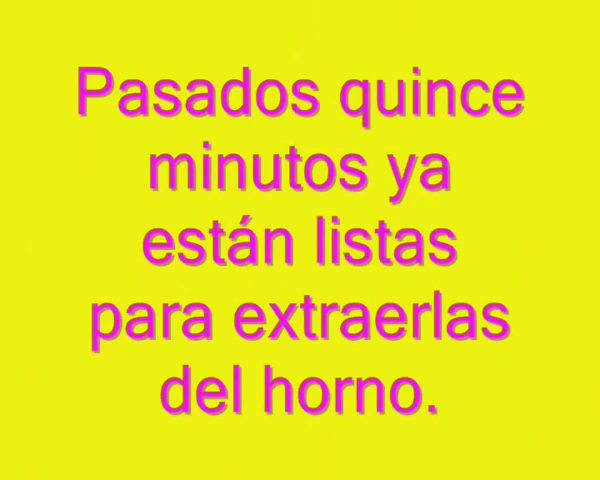 Pasados quince
minutos ya
están listas
para extraerlas
del horno.